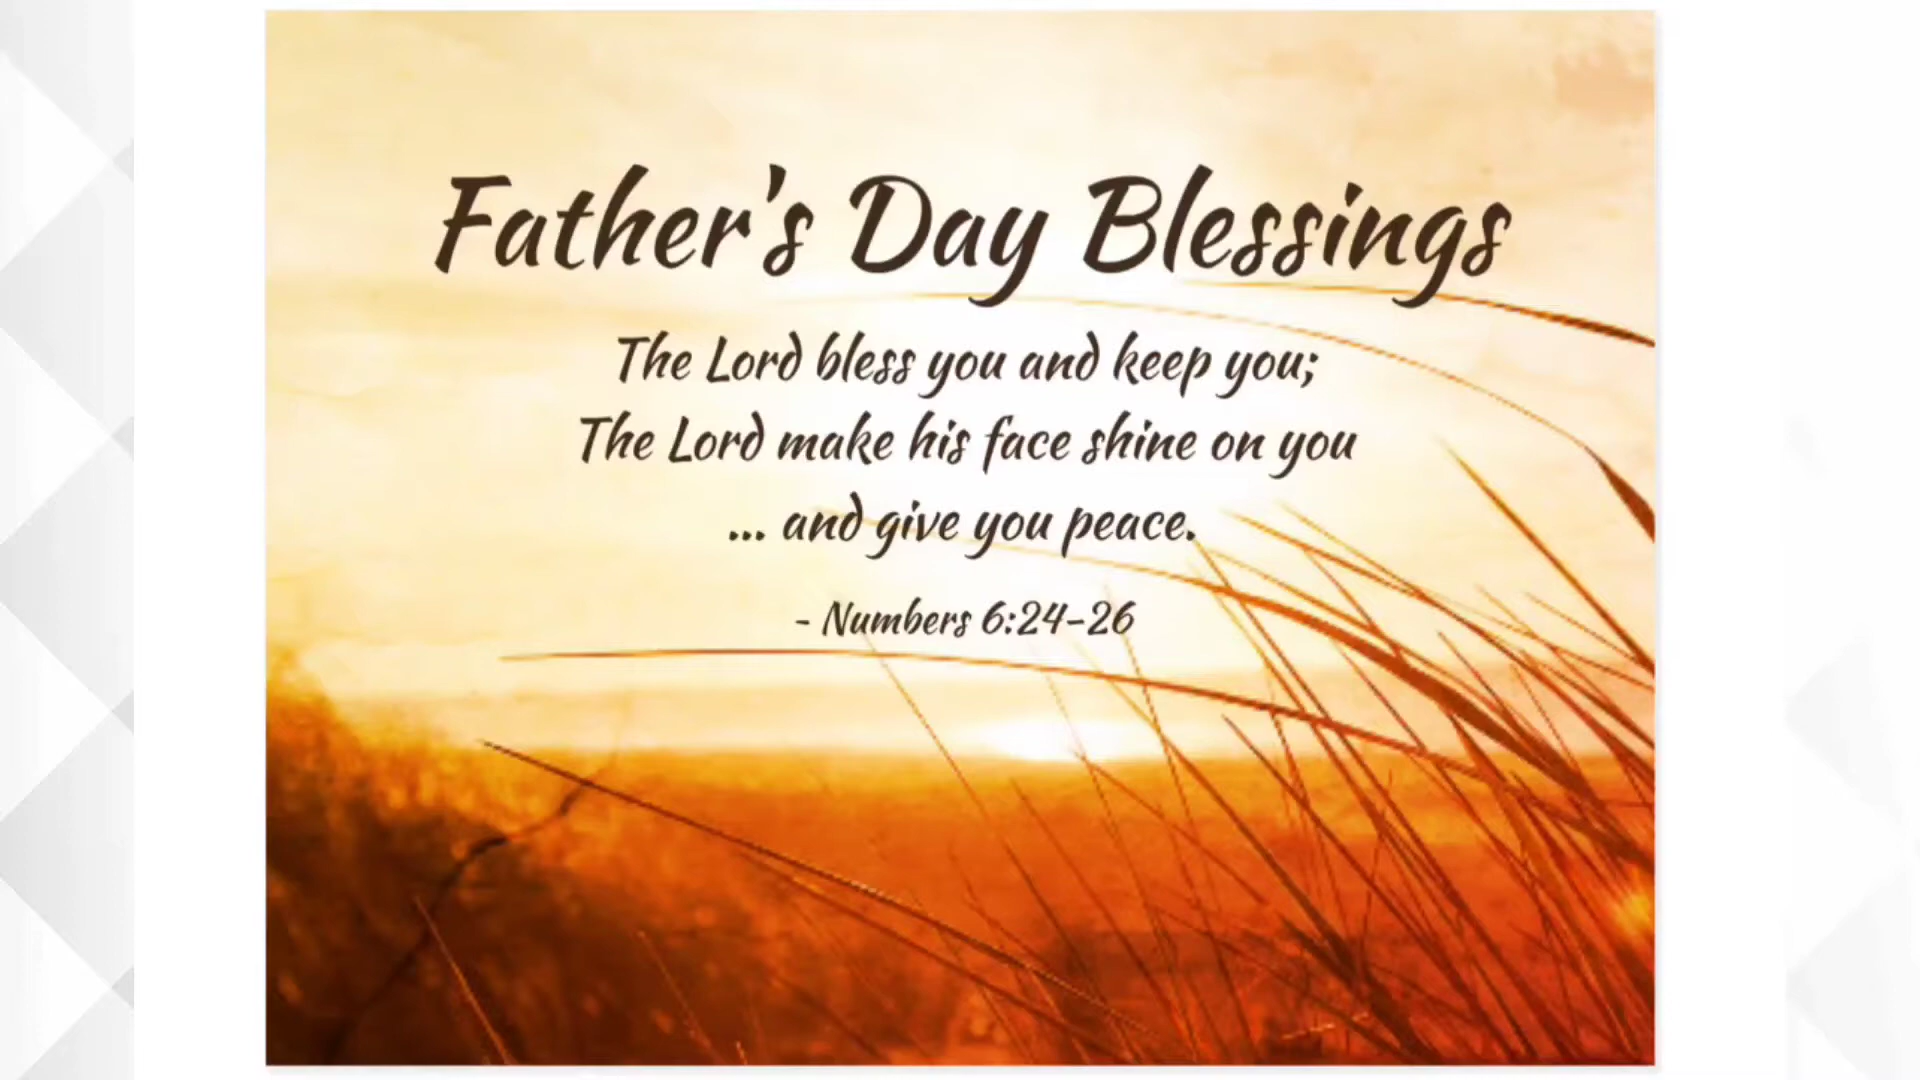 Father's Day Blessings
The Lord bless you and keep you;
The Lord make his face shine on you
... and give you peace.
- Numbers 6:24-26